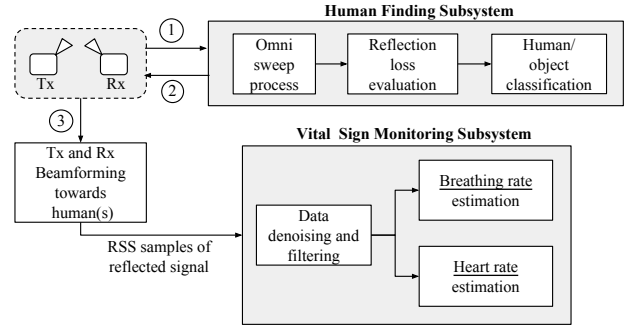 Human Finding Subsystem
1
2
3
Tx
Rx
Omni
sweep
process
Reflection
loss
evaluation
Human/
object
classification
Vital Sign Monitoring Subsystem
Tx and Rx
Beamforming
towards
human(s)
RSS samples of
reflected signal
Data
denoising and
filtering
Breathing rate
estimation
Heart rate
estimation